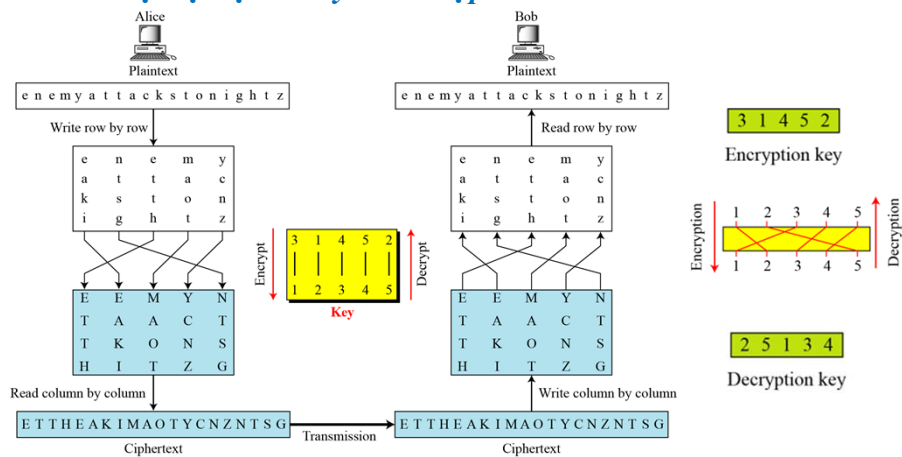 Alice
Plaintext
e n e m y a t t a c k s t o n i g h t z
Write row by row
e n e m y
a t t a c
k s t o n
i g h t z
E E M Y N
T A A C T
T K O N S
H I T Z G
Read column by column
E T T H E A K I M A O T Y C N Z N T S G
Ciphertext
Transmission
Encrypt
3 1 4 5 2
1 2 3 4 5
Key
Decrypt
Bob
Plaintext
e n e m y a t t a c k s t o n i g h t z
Read row by row
e n e m y
a t t a c
k s t o n
i g h t z
E E M Y N
T A A C T
T K O N S
H I T Z G
Write column by column
E T T H E A K I M A O T Y C N Z N T S G
Ciphertext
3 1 4 5 2
Encryption key
Encryption
1 2 3 4 5
1 2 3 4 5
Decryption
2 5 1 3 4
Decryption key